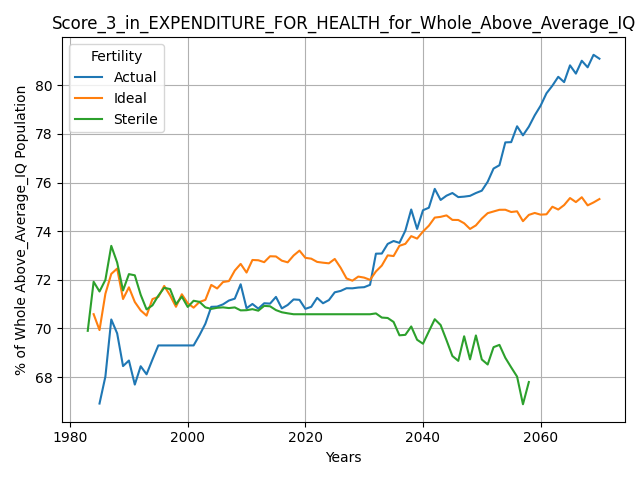 Score_3_in_EXPENDITURE_FOR_HEALTH_for_Whole_Above_Average_IQ
Fertility
Actual
Ideal
Sterile
% of Whole Above_Average_IQ Population
80
78
76
74
72
70
68
1980
2000
2020
2040
2060
Years